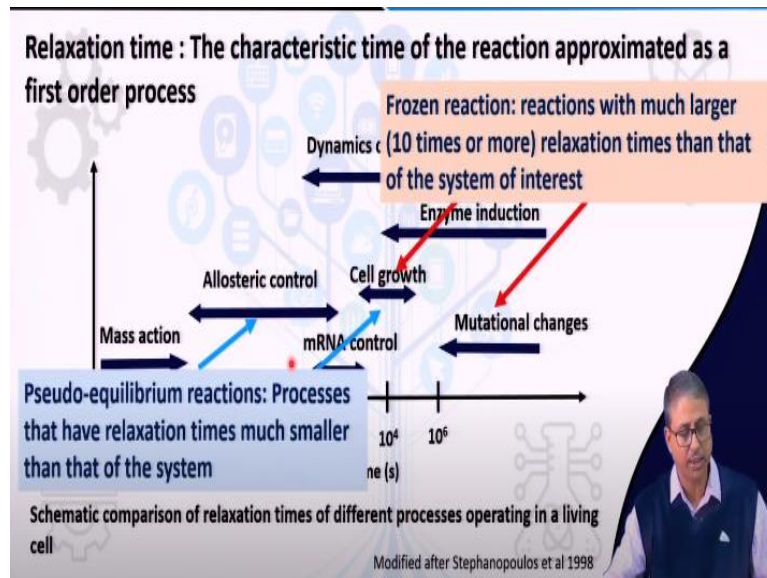 Relaxation time : The characteristic time of the reaction approximated as a
first order process
Frozen reaction: reactions with much larger
(10 times or more) relaxation times than that
of the system of interest
Dynamics
Enzyme induction
Allosteric control
Cell growth
Mass action
mRNA control
Mutational changes
Pseudo-equilibrium reactions: Processes
that have relaxation times much smaller
than that of the system
10⁴
10⁶
(s)
Schematic comparison of relaxation times of different processes operating in a living
cell
Modified after Stephanopoulos et al 1998